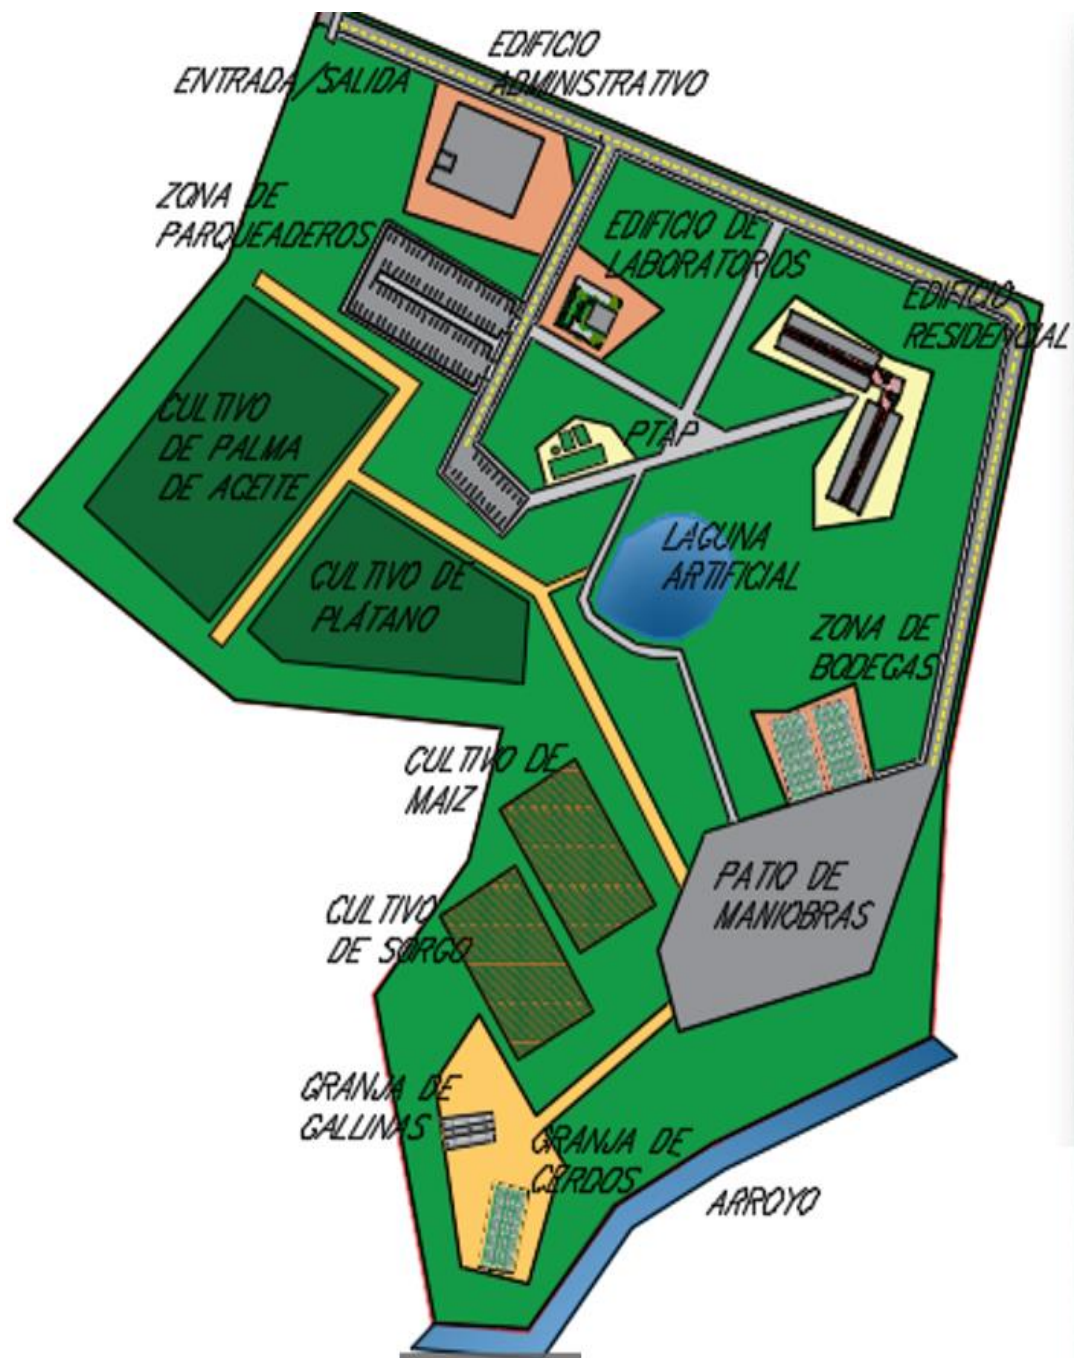 EDIFICIO
ADMINISTRATIVO
ENTRADA/SALIDA
ZONA DE
PARQUEADEROS
EDIFICIO DE
LABORATORIOS
EDIFICIO
RESIDENCIAL
CULTIVO
DE PALMA
DE ACEITE
PTAP
LAGUNA
ARTIFICIAL
CULTIVO DE
PLÁTANO
ZONA DE
BODEGAS
CULTIVO DE
MAIZ
PATIO DE
MANIOBRAS
CULTIVO
DE SORGO
GRANJA DE
GALLINAS
GRANJA DE
CERDOS
ARROYO